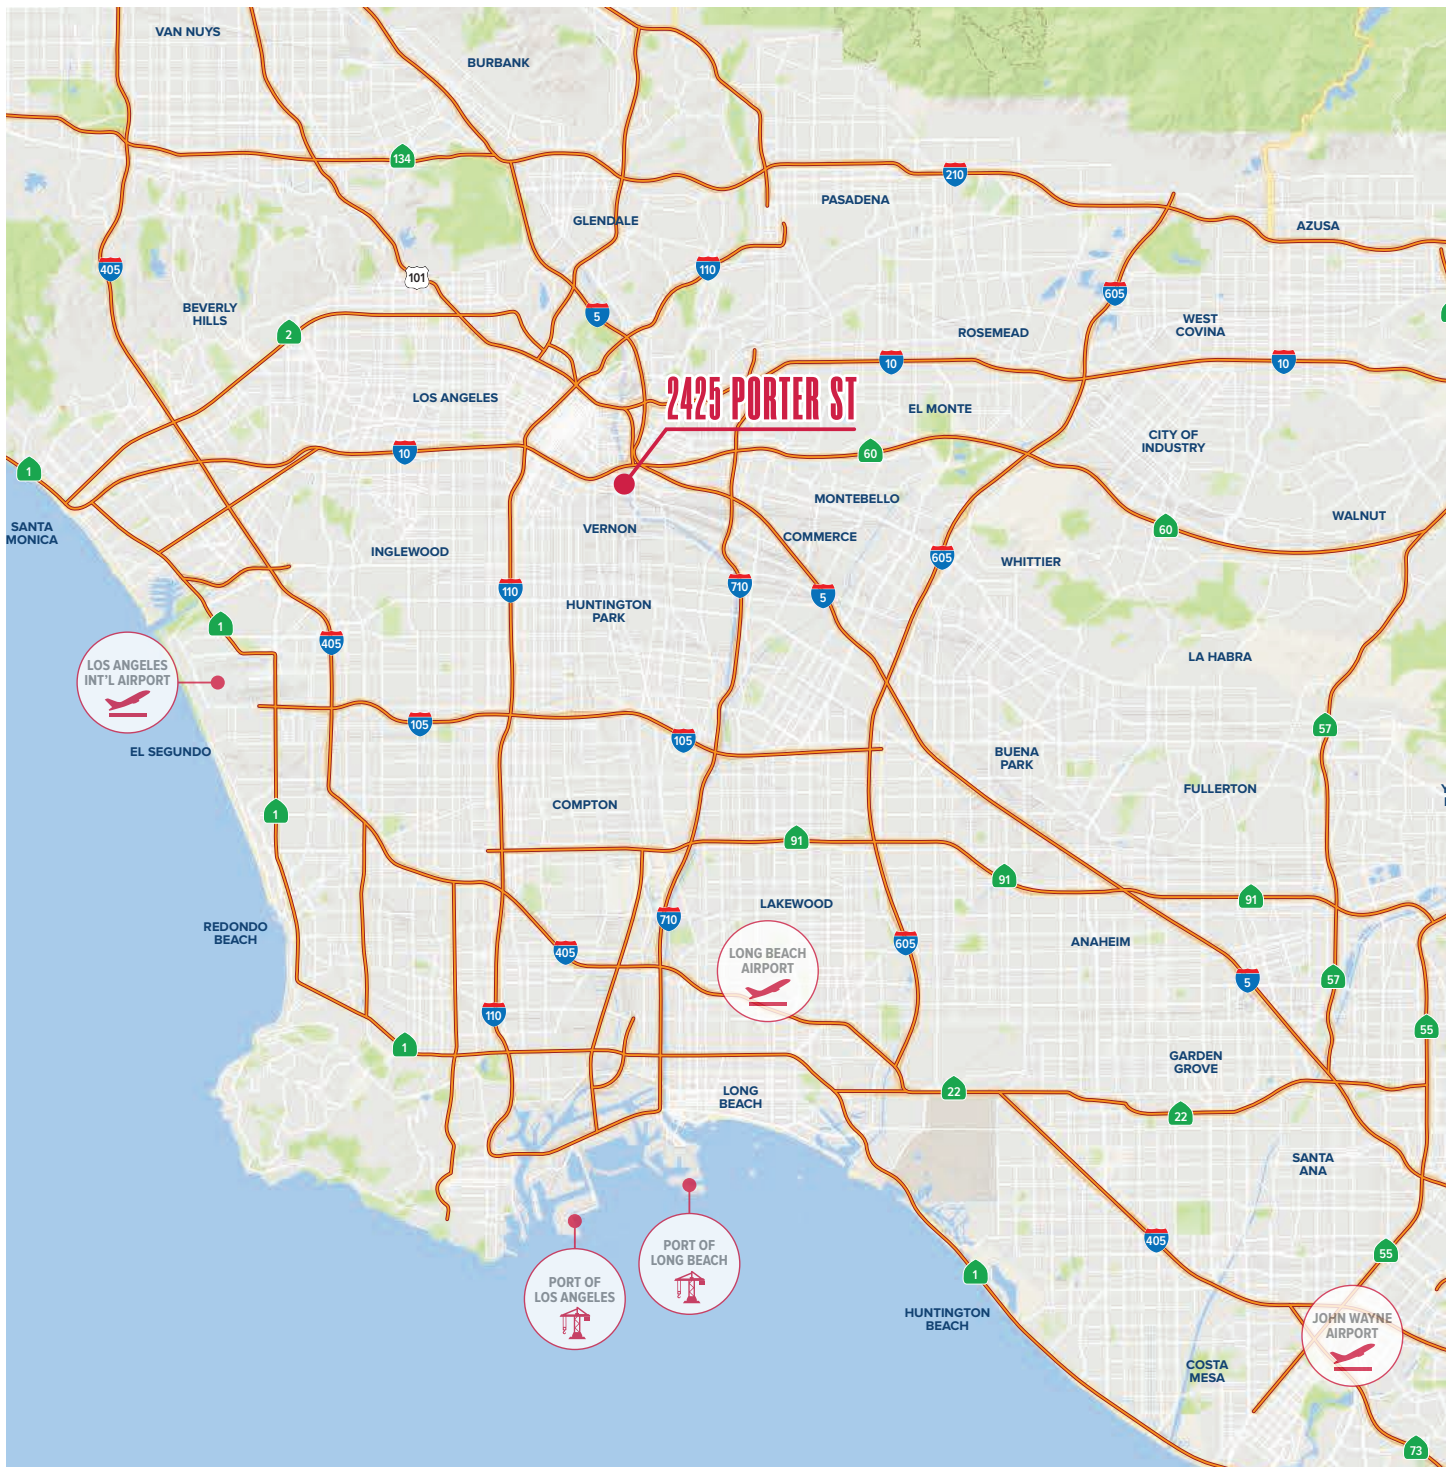 VAN NUYS
BURBANK
134
210
PASADENA
GLENDALE
AZUSA
405
101
110
605
BEVERLY
HILLS
2
5
ROSEMEAD
WEST
COVINA
10
10
2425 PORTER ST
LOS ANGELES
EL MONTE
CITY OF
INDUSTRY
10
60
1
MONTEBELLO
WALNUT
SANTA
MONICA
VERNON
COMMERCE
60
INGLEWOOD
605
WHITTIER
110
710
5
HUNTINGTON
PARK
1
405
LA HABRA
LOS ANGELES
INT'L AIRPORT
105
105
57
EL SEGUNDO
BUENA
PARK
FULLERTON
COMPTON
1
91
91
91
LAKEWOOD
710
REDONDO
BEACH
405
605
ANAHEIM
LONG BEACH
AIRPORT
5
57
110
55
1
GARDEN
GROVE
LONG
BEACH
22
22
SANTA
ANA
405
55
PORT OF
LONG BEACH
1
PORT OF
LOS ANGELES
HUNTINGTON
BEACH
JOHN WAYNE
AIRPORT
COSTA
MESA
73